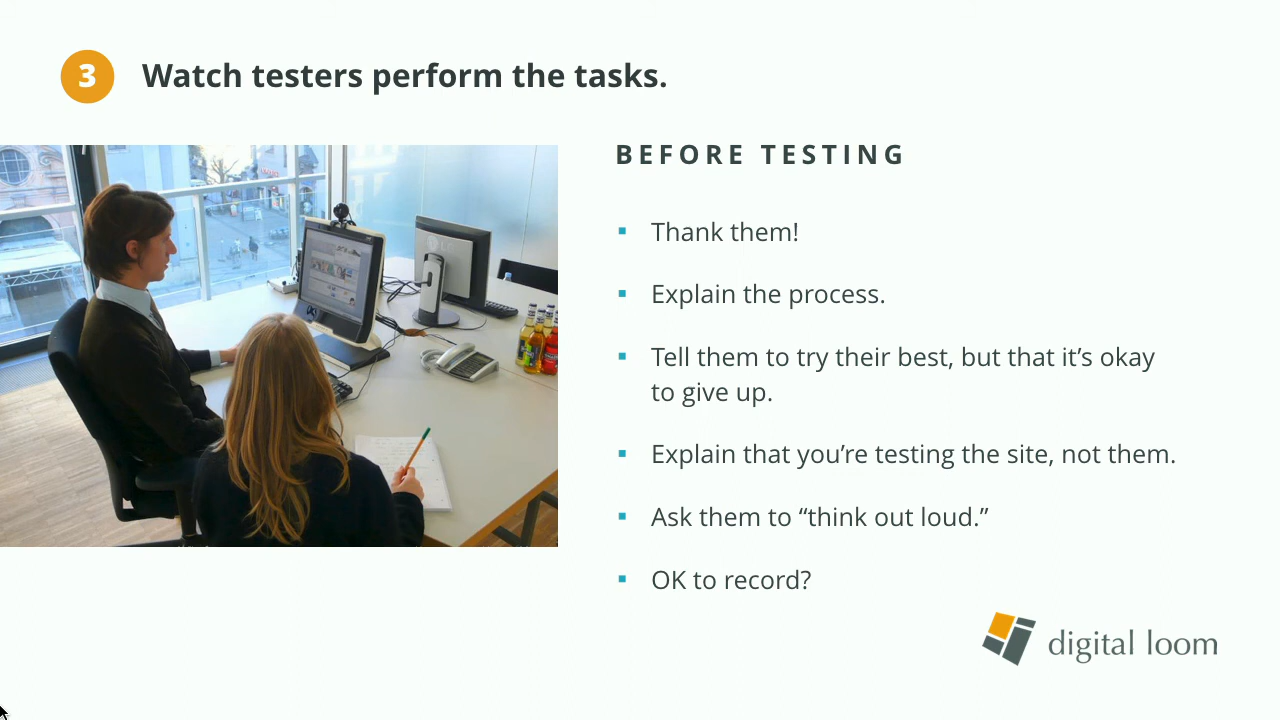 3 Watch testers perform the tasks.
BEFORE TESTING
Thank them!
Explain the process.
Tell them to try their best, but that it’s okay
to give up.
Explain that you’re testing the site, not them.
Ask them to “think out loud.”
OK to record?
digital loom